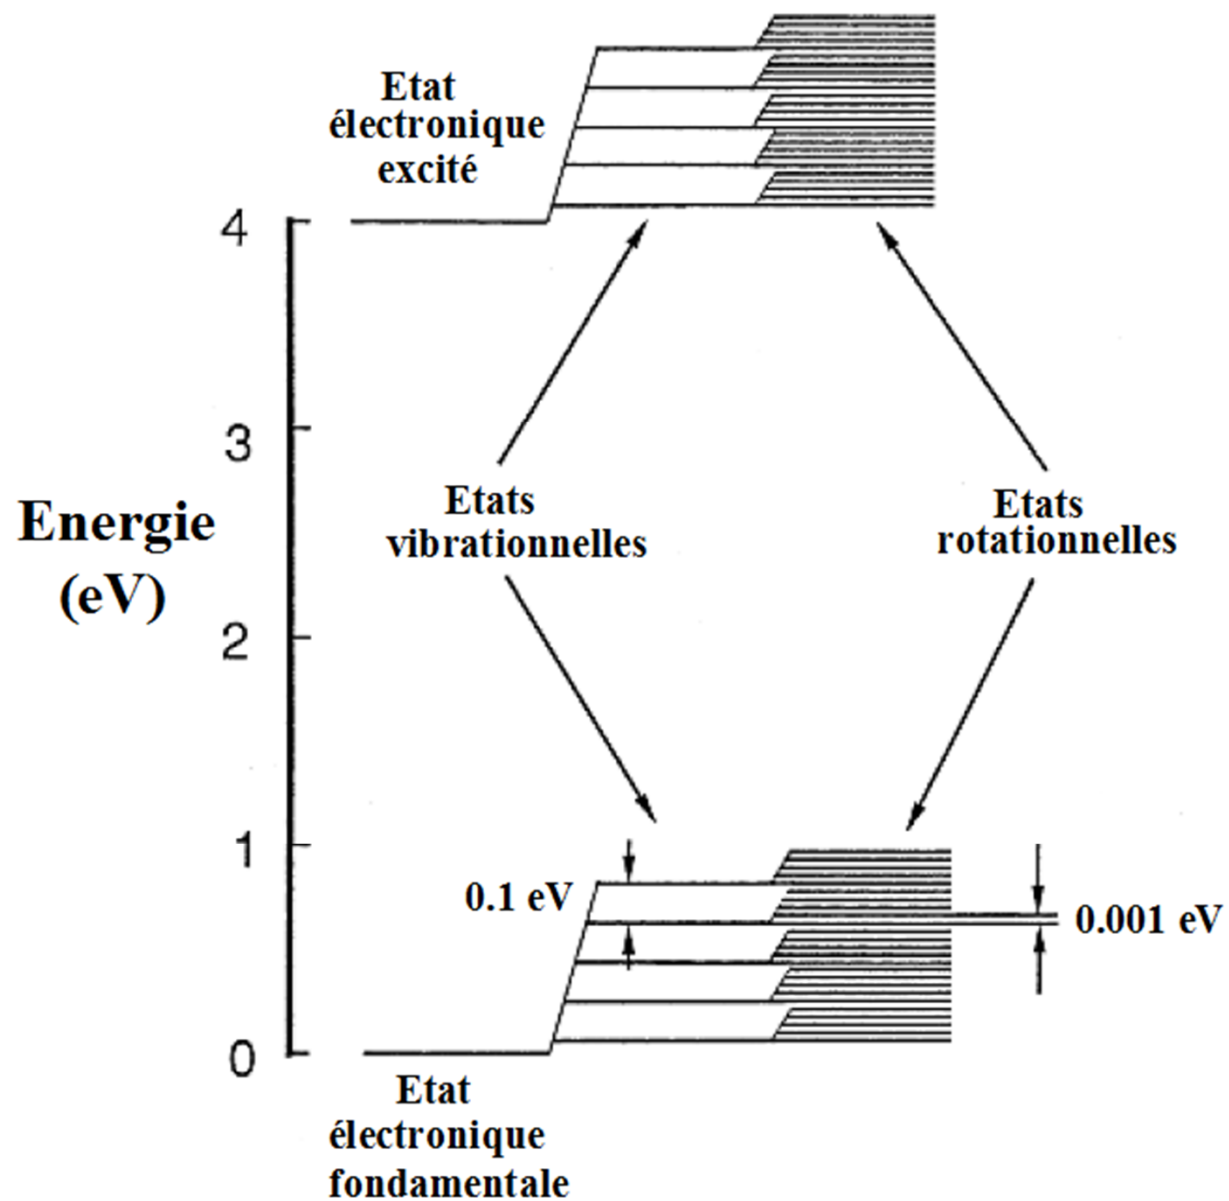 Etat
électronique
excité
4
3
Energie
(eV)
Etats
vibrationnelles
Etats
rotationnelles
2
1
0.1 eV
0.001 eV
0
Etat
électronique
fondamentale